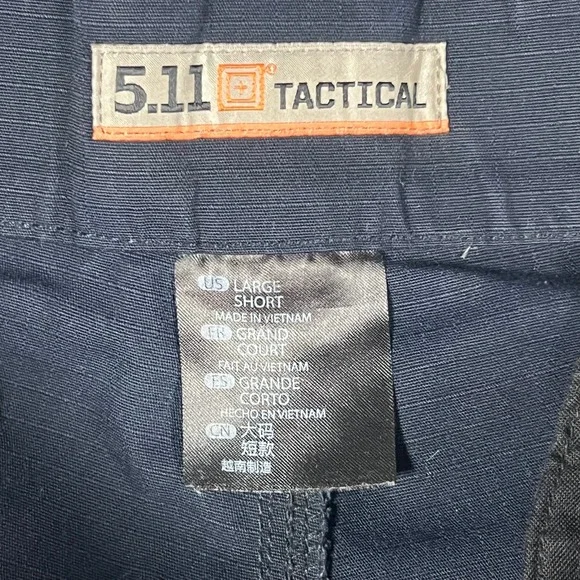 5.11 ® TACTICAL
US LARGE
SHORT
MADE IN VIETNAM
FR GRAND
COURT
FAIT AU VIETNAM
ES GRANDE
CORTO
HECHO EN VIETNAM
CN 大码
短款
越南制造